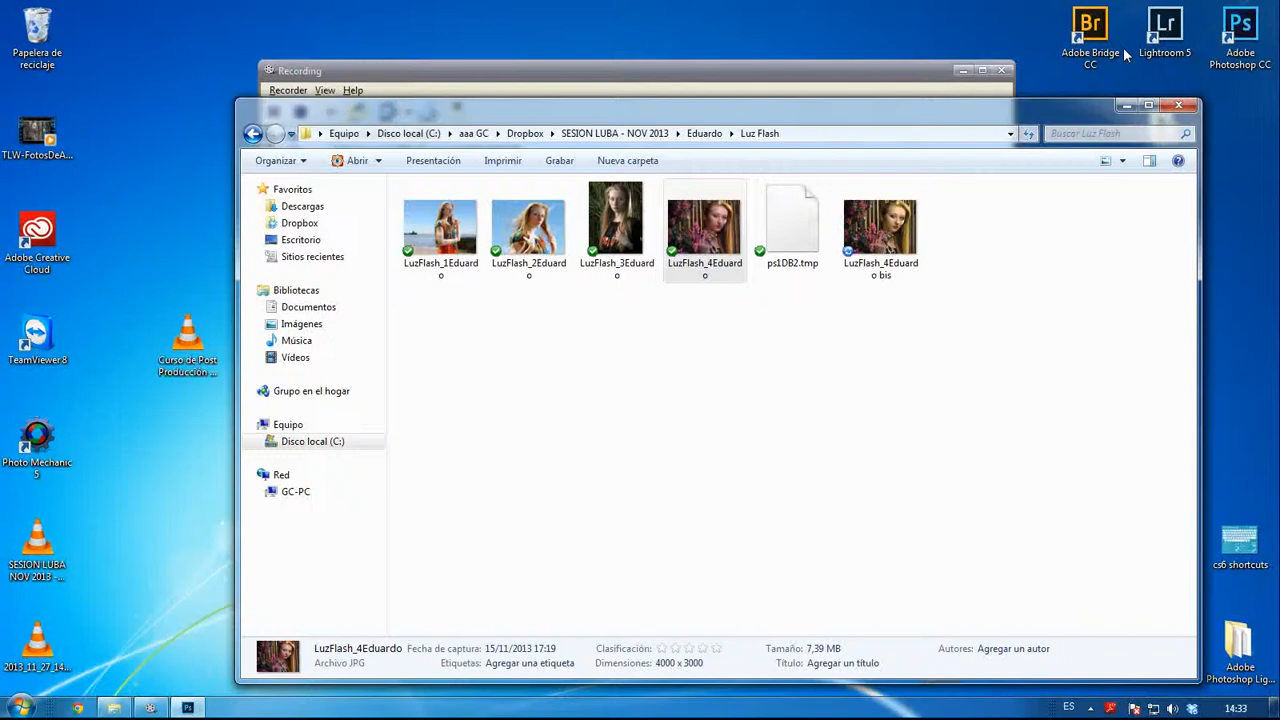 Papelera de
reciclaje
TLW-FotosDeA...
Adobe Creative
Cloud
TeamViewer 8
Curso de Post
Producción ...
Photo Mechanic
5
SESION LUBA
NOV 2013 -...
2013_11_27_14...
Br
Adobe Bridge
CC
Lr
Lightroom 5
Ps
Adobe
Photoshop CC
cs6 shortcuts
Adobe
Photoshop Lig...
Recording
Recorder View Help
Equipo Disco local (C:) aaa GC Dropbox SESION LUBA - NOV 2013 Eduardo Luz Flash
Buscar Luz Flash
Organizar Abrir Presentación Imprimir Grabar Nueva carpeta
Favoritos
Descargas
Dropbox
Escritorio
Sitios recientes
Bibliotecas
Documentos
Imágenes
Música
Vídeos
Grupo en el hogar
Equipo
Disco local (C:)
Red
GC-PC
LuzFlash_1Eduard
o
LuzFlash_2Eduard
o
LuzFlash_3Eduard
o
LuzFlash_4Eduard
o
ps1DB2.tmp
LuzFlash_4Eduard
o bis
LuzFlash_4Eduardo Fecha de captura: 15/11/2013 17:19 Clasificación: Tamaño: 7,39 MB Autores: Agregar un autor
Archivo JPG Etiquetas: Agregar una etiqueta Dimensiones: 4000 x 3000 Título: Agregar un título
Ps
ES
14:33